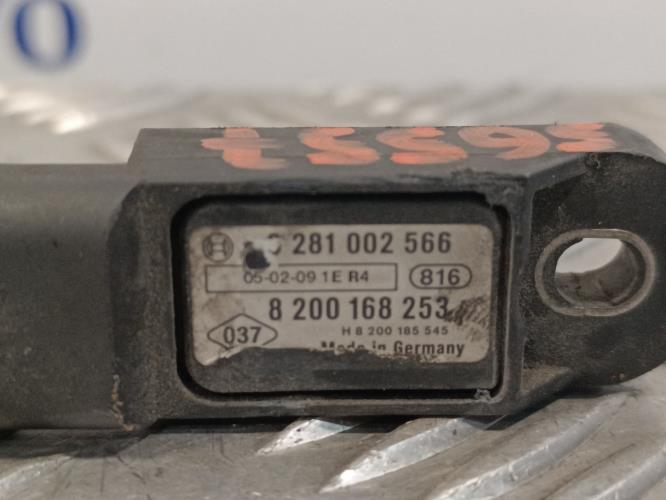 0 281 002 566
05-02-09 1E R4 816
8 200 168 253
037 H 8 200 185 545
Made in Germany